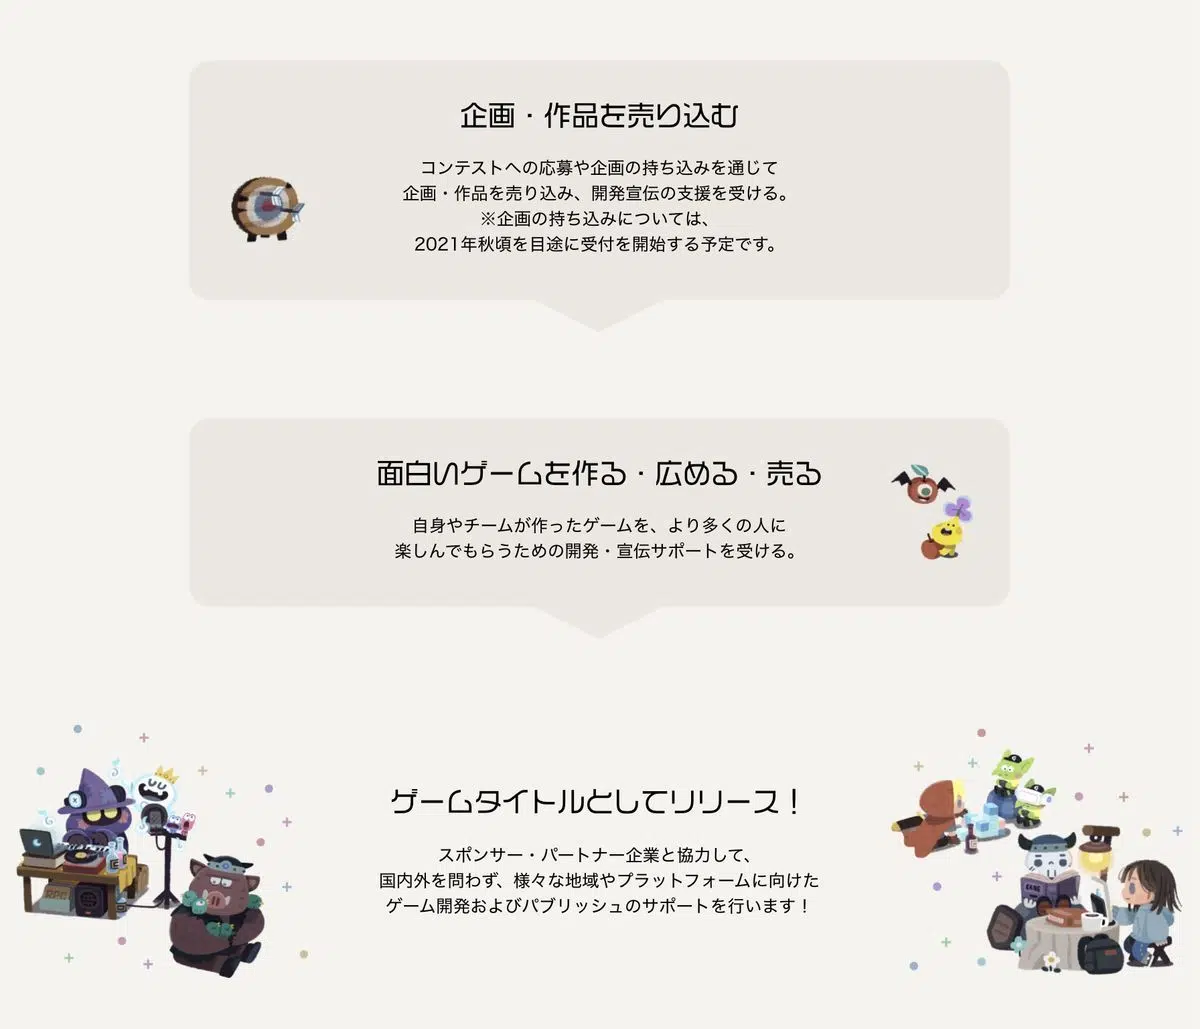 企画・作品を売り込む
コンテストへの応募や企画の持ち込みを通じて
企画・作品を売り込み、開発宣伝の支援を受ける。
※企画の持ち込みについては、
2021年秋頃を目途に受付を開始する予定です。
面白いゲームを作る・広める・売る
自身やチームが作ったゲームを、より多くの人に
楽しんでもらうための開発・宣伝サポートを受ける。
ゲームタイトルとしてリリース！
スポンサー・パートナー企業と協力して、
国内外を問わず、様々な地域やプラットフォームに向けた
ゲーム開発およびパブリッシュのサポートを行います！
RPG